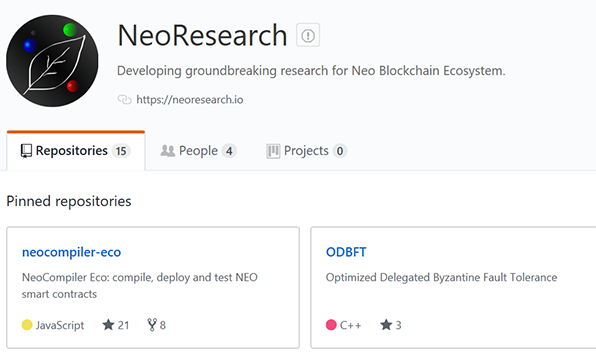 NeoResearch
Developing groundbreaking research for Neo Blockchain Ecosystem.
https://neoresearch.io
Repositories 15 People 4 Projects 0
Pinned repositories
neocompiler-eco
NeoCompiler Eco: compile, deploy and test NEO
smart contracts
JavaScript 21 8
ODBFT
Optimized Delegated Byzantine Fault Tolerance
C++ 3